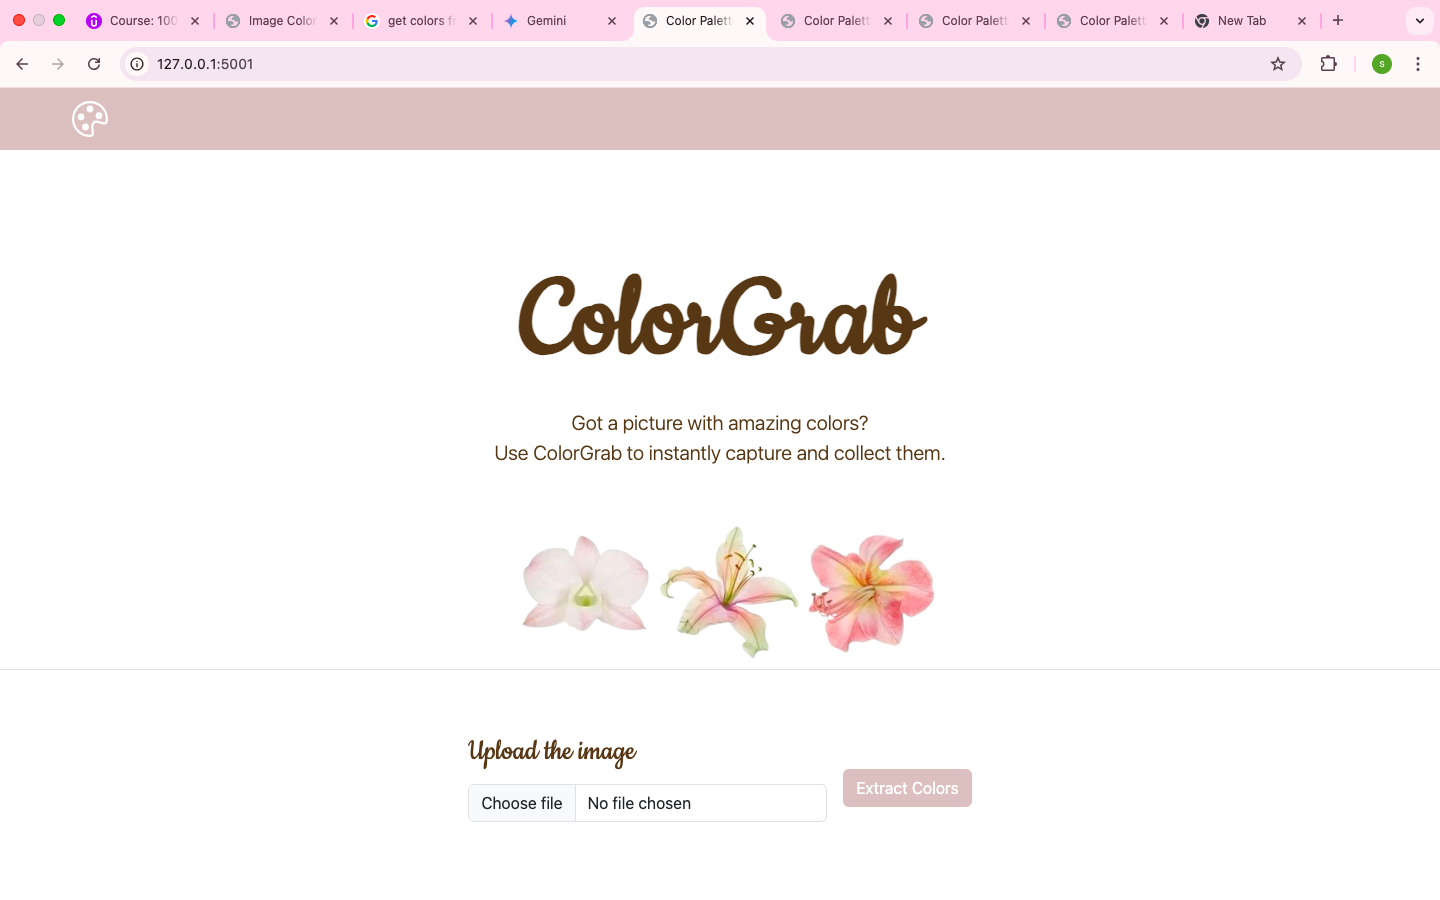 Course: 100
Image Color
get colors fr
Gemini
Color Palett
Color Palett
Color Palett
Color Palett
New Tab
127.0.0.1:5001
s
ColorGrab
Got a picture with amazing colors?
Use ColorGrab to instantly capture and collect them.
Upload the image
Choose file No file chosen
Extract Colors